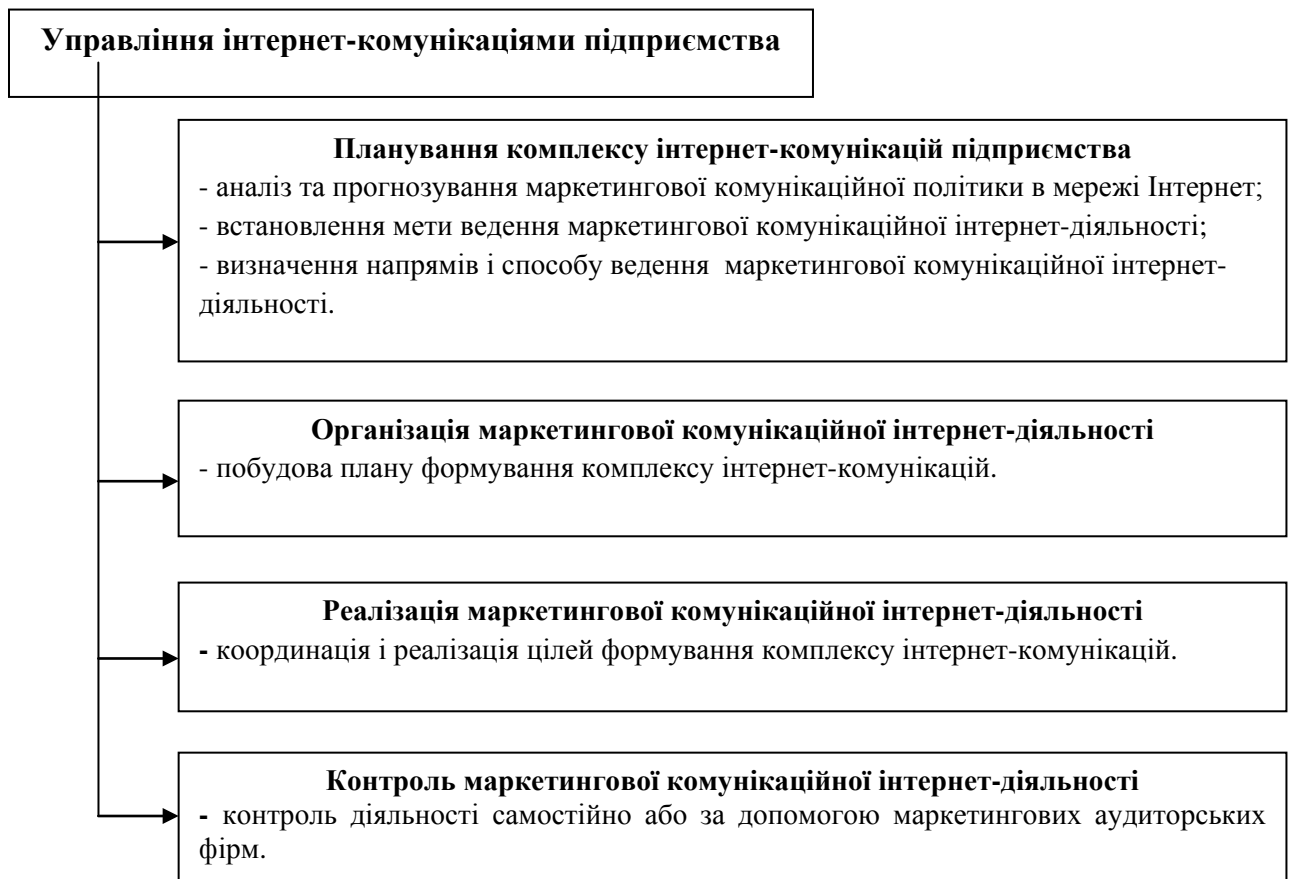 Управління інтернет-комунікаціями підприємства
Планування комплексу інтернет-комунікацій підприємства
- аналіз та прогнозування маркетингової комунікаційної політики в мережі Інтернет;
- встановлення мети ведення маркетингової комунікаційної інтернет-діяльності;
- визначення напрямів і способу ведення маркетингової комунікаційної інтернет-
діяльності.
Організація маркетингової комунікаційної інтернет-діяльності
- побудова плану формування комплексу інтернет-комунікацій.
Реалізація маркетингової комунікаційної інтернет-діяльності
- координація і реалізація цілей формування комплексу інтернет-комунікацій.
Контроль маркетингової комунікаційної інтернет-діяльності
- контроль діяльності самостійно або за допомогою маркетингових аудиторських
фірм.